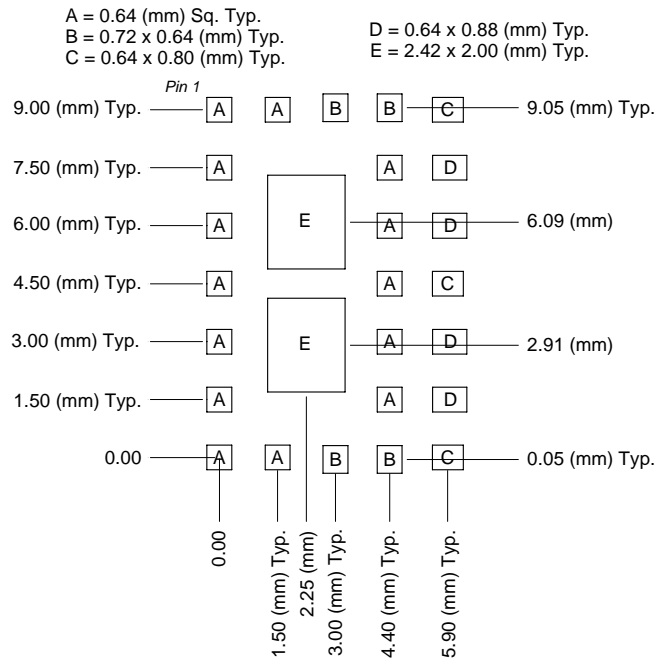 A = 0.64 (mm) Sq. Typ.
B = 0.72 x 0.64 (mm) Typ.
C = 0.64 x 0.80 (mm) Typ.
D = 0.64 x 0.88 (mm) Typ.
E = 2.42 x 2.00 (mm) Typ.
Pin 1
9.00 (mm) Typ. A A B B C 9.05 (mm) Typ.
7.50 (mm) Typ. A A D
6.00 (mm) Typ. A E A D 6.09 (mm)
4.50 (mm) Typ. A A C
3.00 (mm) Typ. A E A D 2.91 (mm)
1.50 (mm) Typ. A A D
0.00 A A B B C 0.05 (mm) Typ.
0.00
1.50 (mm) Typ.
2.25 (mm)
3.00 (mm) Typ.
4.40 (mm) Typ.
5.90 (mm) Typ.